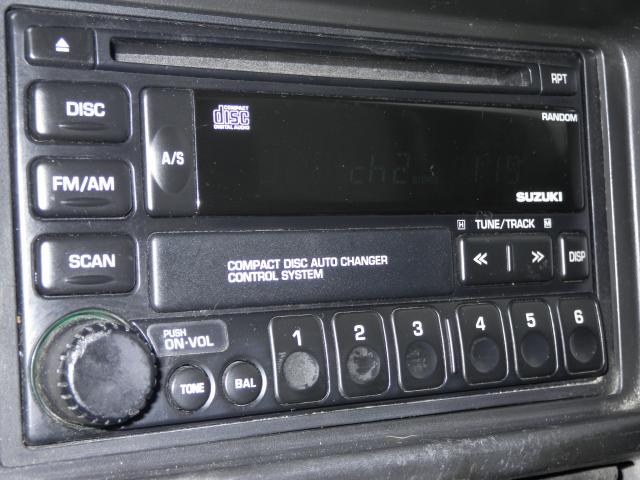 RPT
DISC
COMPACT
disc
DIGITAL AUDIO
RANDOM
A/S
FM/AM
ch2
SUZUKI
TUNE/TRACK
H M
SCAN
COMPACT DISC AUTO CHANGER
CONTROL SYSTEM
DISP
PUSH
ON·VOL
TONE
BAL
1 2 3 4 5 6